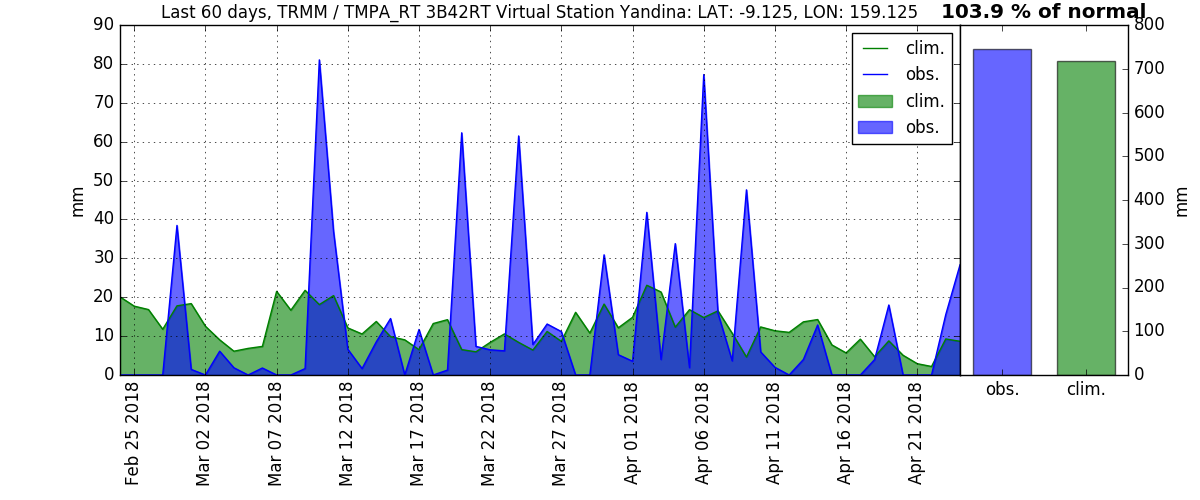 Last 60 days, TRMM / TMPA_RT 3B42RT Virtual Station Yandina: LAT: -9.125, LON: 159.125
103.9 % of normal
90
80
70
60
50
40
30
20
10
0
mm
clim.
obs.
clim.
obs.
800
700
600
500
400
300
200
100
0
mm
obs.
clim.
Feb 25 2018
Mar 02 2018
Mar 07 2018
Mar 12 2018
Mar 17 2018
Mar 22 2018
Mar 27 2018
Apr 01 2018
Apr 06 2018
Apr 11 2018
Apr 16 2018
Apr 21 2018